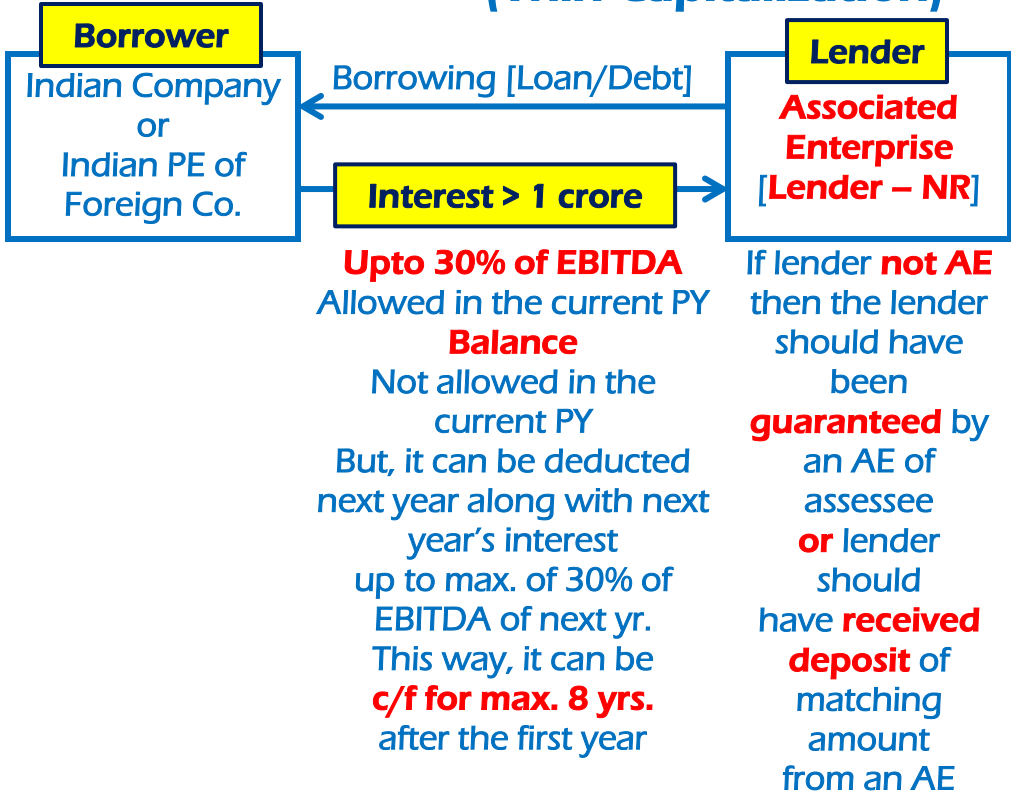 (Thin Capitalization)
Borrower
Indian Company
or
Indian PE of
Foreign Co.
Borrowing [Loan/Debt]
Interest > 1 crore
Lender
Associated
Enterprise
[Lender – NR]
Upto 30% of EBITDA
Allowed in the current PY
Balance
Not allowed in the
current PY
But, it can be deducted
next year along with next
year's interest
up to max. of 30% of
EBITDA of next yr.
This way, it can be
c/f for max. 8 yrs.
after the first year
If lender not AE
then the lender
should have
been
guaranteed by
an AE of
assessee
or lender
should
have received
deposit of
matching
amount
from an AE